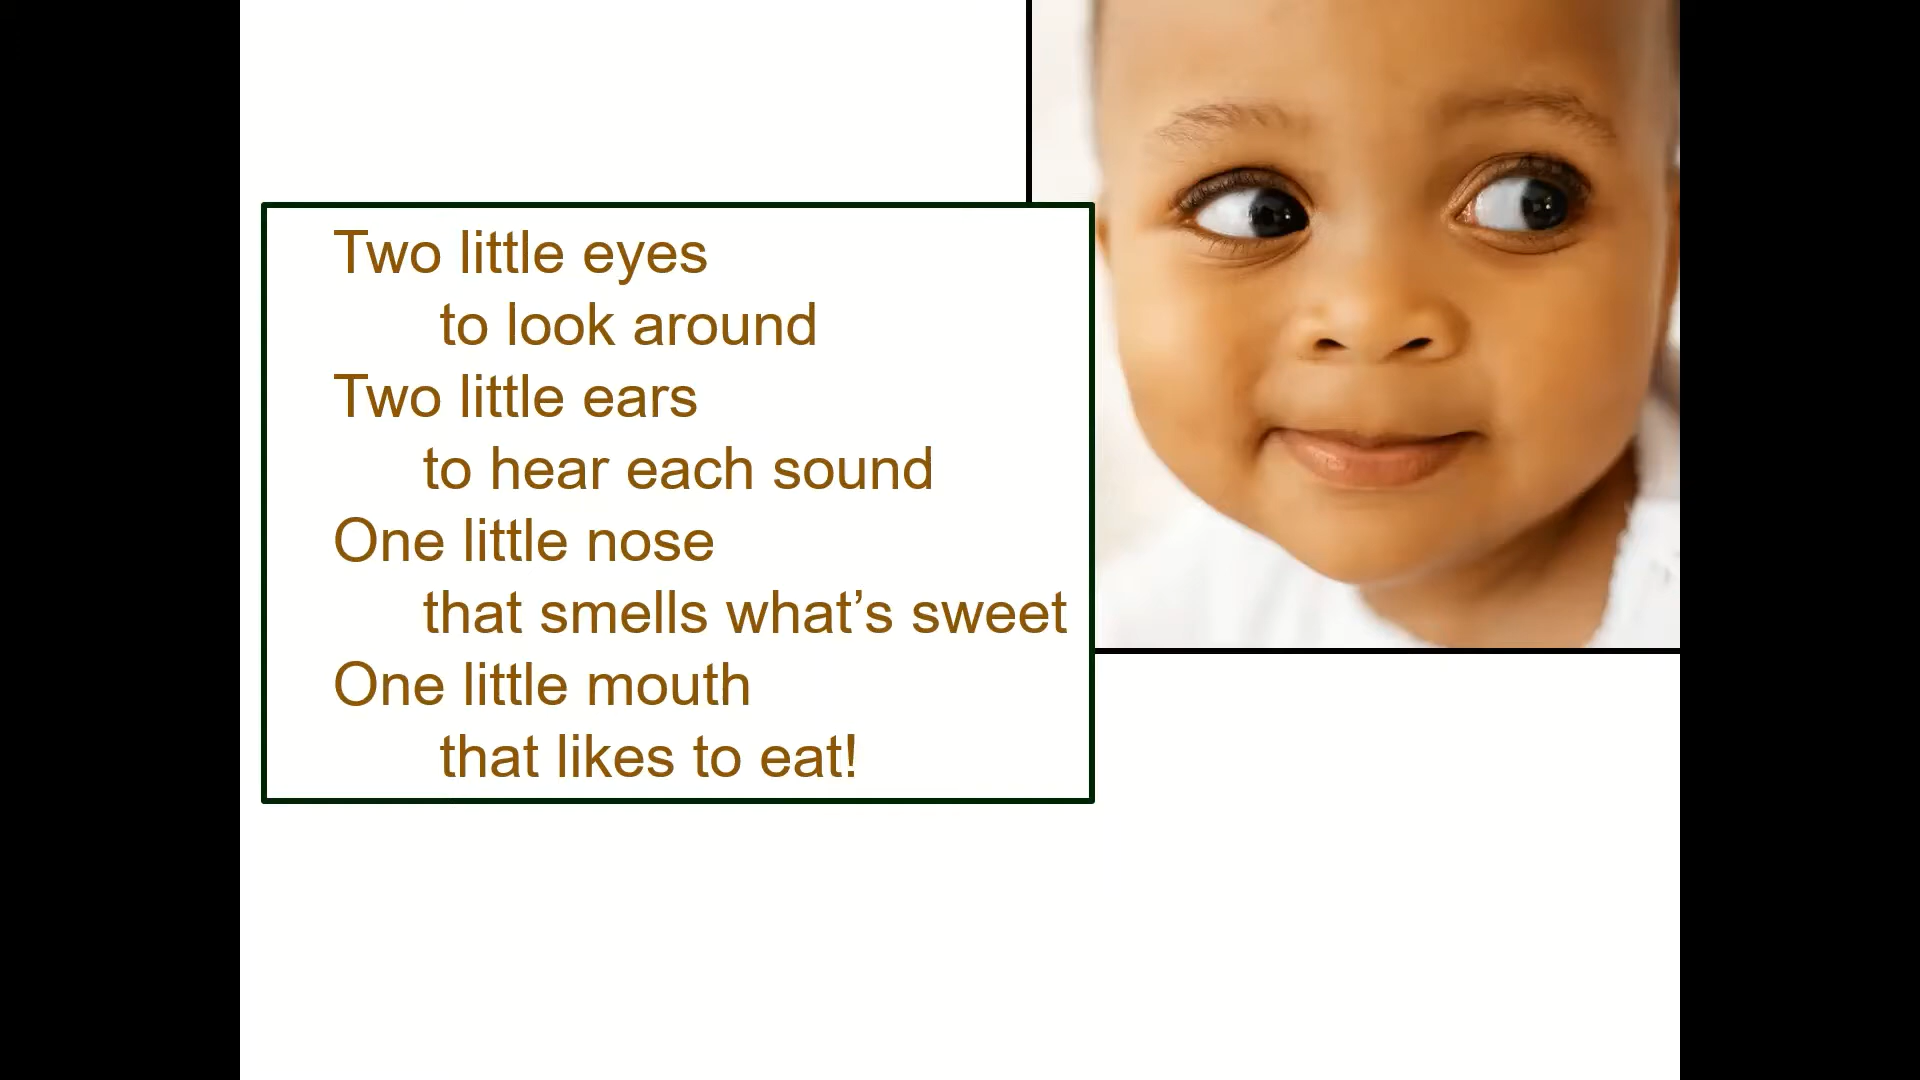 Two little eyes
to look around
Two little ears
to hear each sound
One little nose
that smells what’s sweet
One little mouth
that likes to eat!